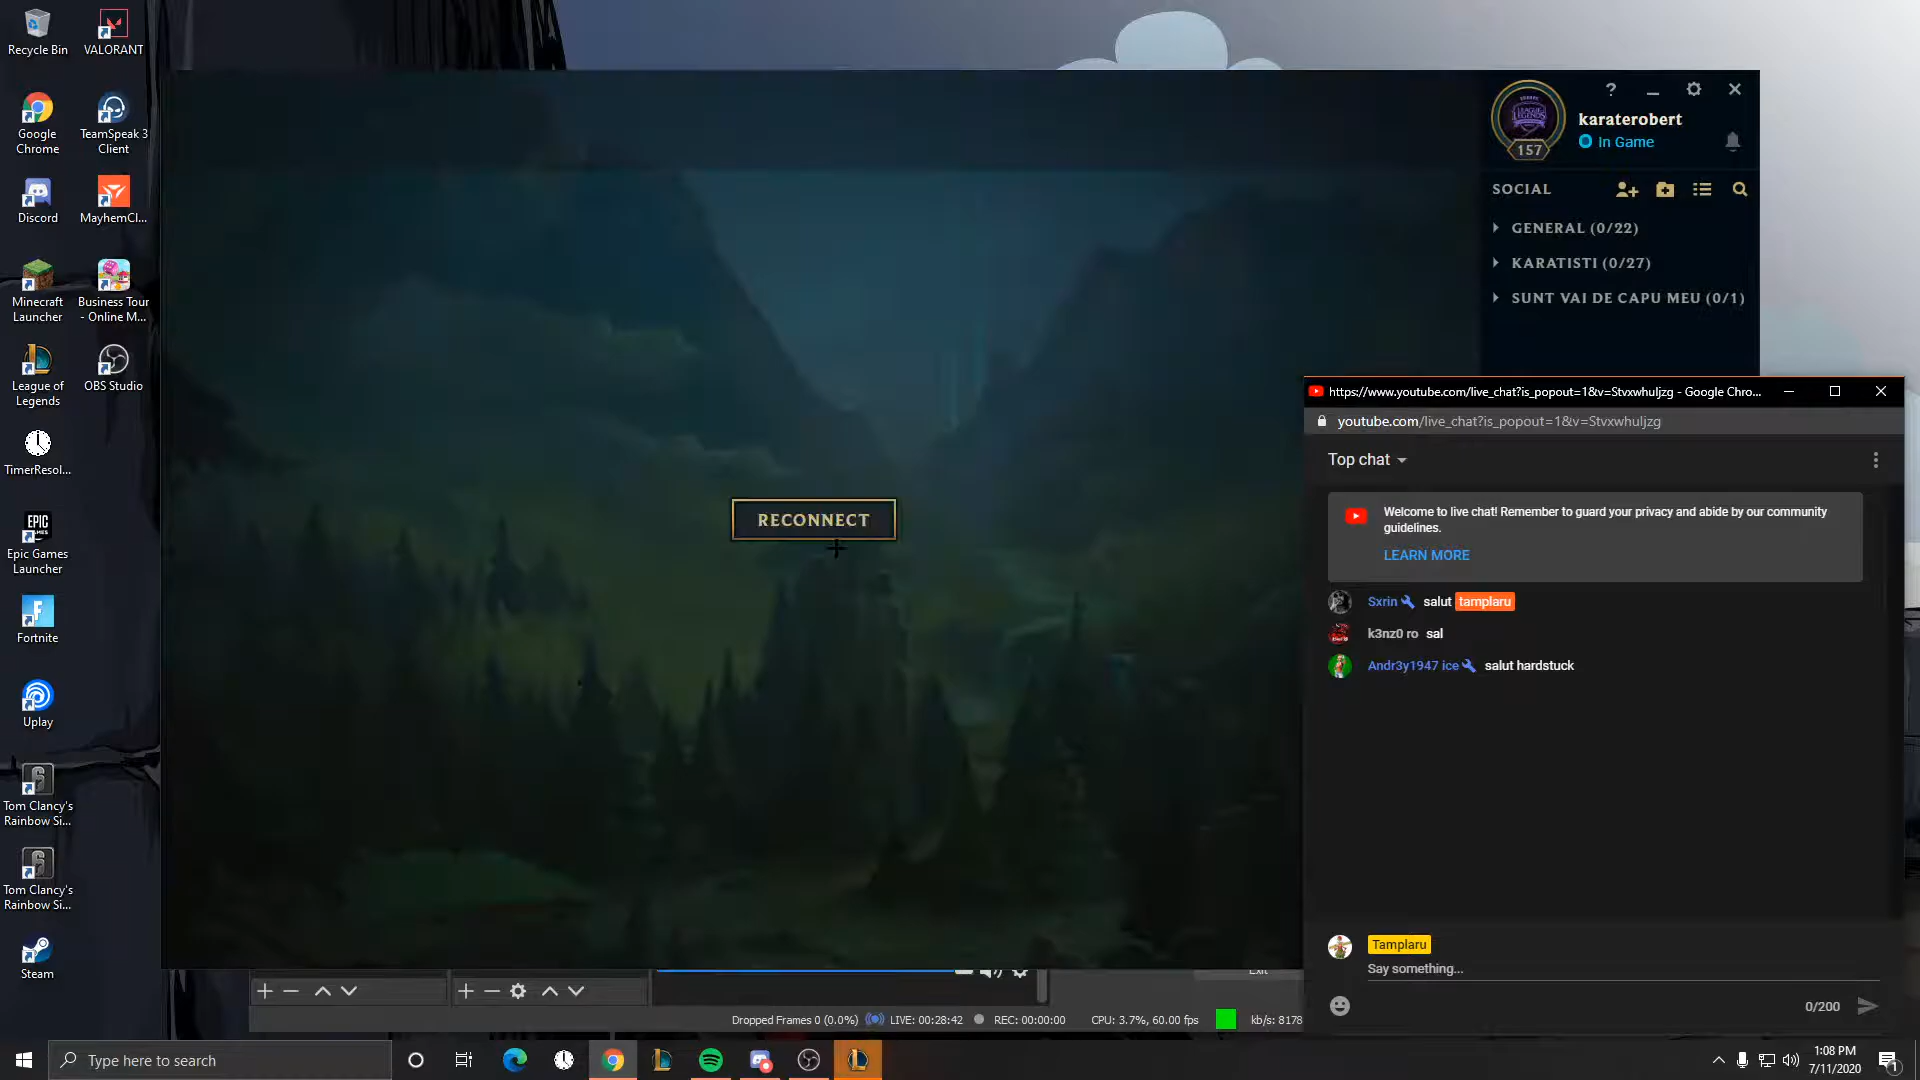 Recycle Bin
VALORANT
Google
Chrome
TeamSpeak 3
Client
Discord
MayhemCl...
Minecraft
Launcher
Business Tour
- Online M...
League of
Legends
OBS Studio
TimerResol...
EPIC
GAMES
Epic Games
Launcher
Fortnite
Uplay
Tom Clancy's
Rainbow Si...
Tom Clancy's
Rainbow Si...
Steam
LEAGUE
LEGENDS
157
karaterobert
In Game
SOCIAL
GENERAL (0/22)
KARATISTI (0/27)
SUNT VAI DE CAPU MEU (0/1)
RECONNECT
https://www.youtube.com/live_chat?is_popout=1&v=Stvxwhuljzg - Google Chro...
youtube.com/live_chat?is_popout=1&v=Stvxwhuljzg
Top chat
Welcome to live chat! Remember to guard your privacy and abide by our community
guidelines.
LEARN MORE
Sxrin salut tamplaru
k3nz0 ro sal
Andr3y1947 ice salut hardstuck
Tamplaru
Say something...
0/200
Exit
Dropped Frames 0 (0.0%) LIVE: 00:28:42 REC: 00:00:00 CPU: 3.7%, 60.00 fps kb/s: 8178
Type here to search
1:08 PM
7/11/2020
1